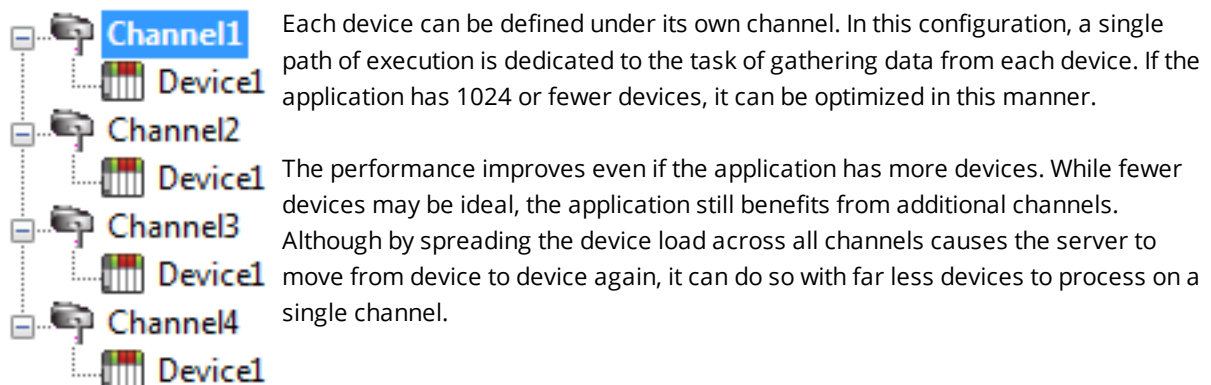 Channel1
Device1
Channel2
Device1
Channel3
Device1
Channel4
Device1
Each device can be defined under its own channel. In this configuration, a single
path of execution is dedicated to the task of gathering data from each device. If the
application has 1024 or fewer devices, it can be optimized in this manner.
The performance improves even if the application has more devices. While fewer
devices may be ideal, the application still benefits from additional channels.
Although by spreading the device load across all channels causes the server to
move from device to device again, it can do so with far less devices to process on a
single channel.